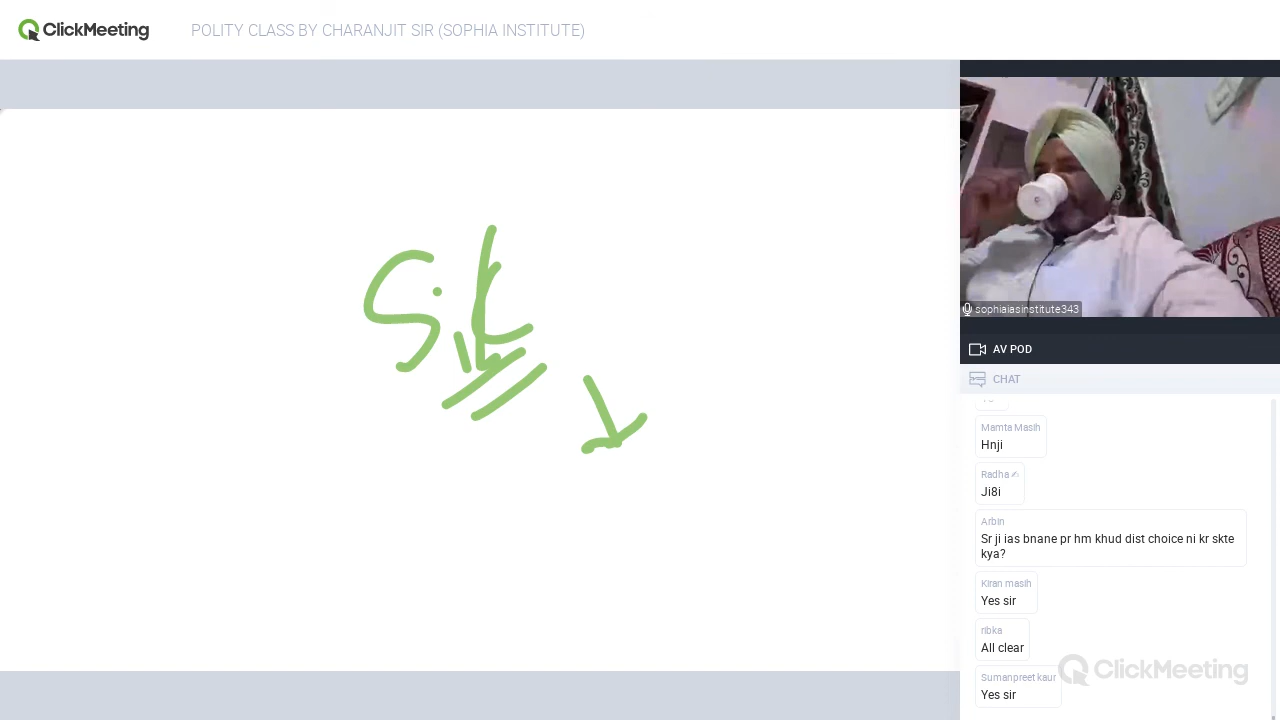 ClickMeeting
POLITY CLASS BY CHARANJIT SIR (SOPHIA INSTITUTE)
sophiaiasinstitute343
AV POD
CHAT
Mamta Masih
Hnji
Radha
Ji8i
Arbin
Sr ji ias bnane pr hm khud dist choice ni kr skte
kya?
Kiran masih
Yes sir
ribka
All clear
Sumanpreet kaur
Yes sir
ClickMeeting